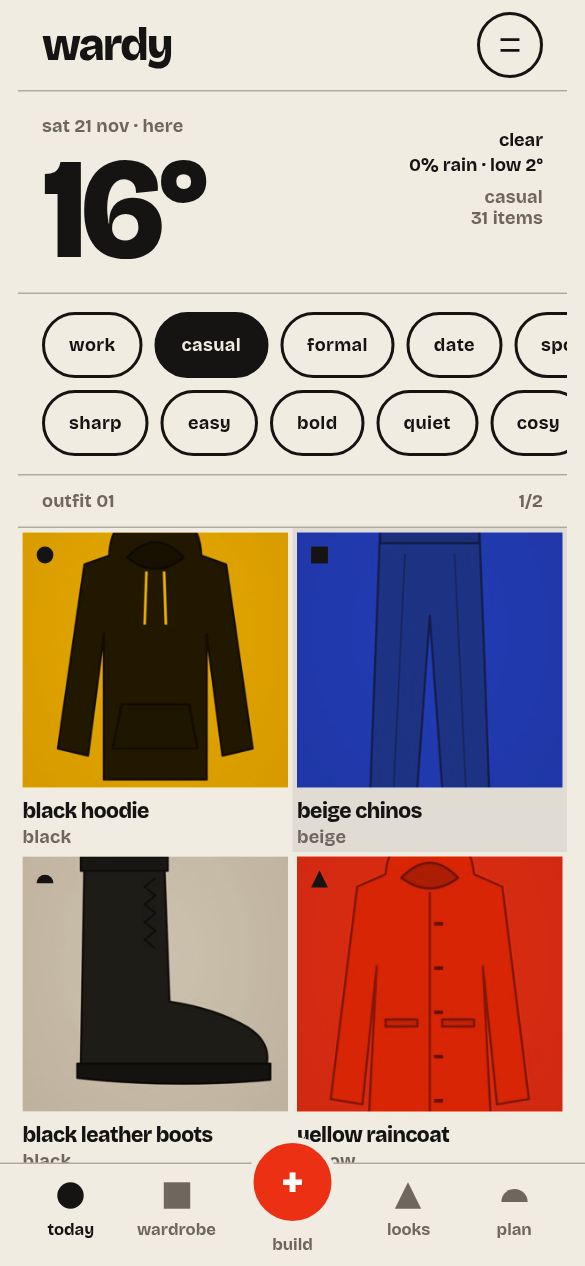 wardy
sat 21 nov · here
16°
clear
0% rain · low 2°
casual
31 items
work casual formal date spo
sharp easy bold quiet cosy
outfit 01 1/2
black hoodie
black
beige chinos
beige
black leather boots
black
yellow raincoat
today wardrobe build looks plan